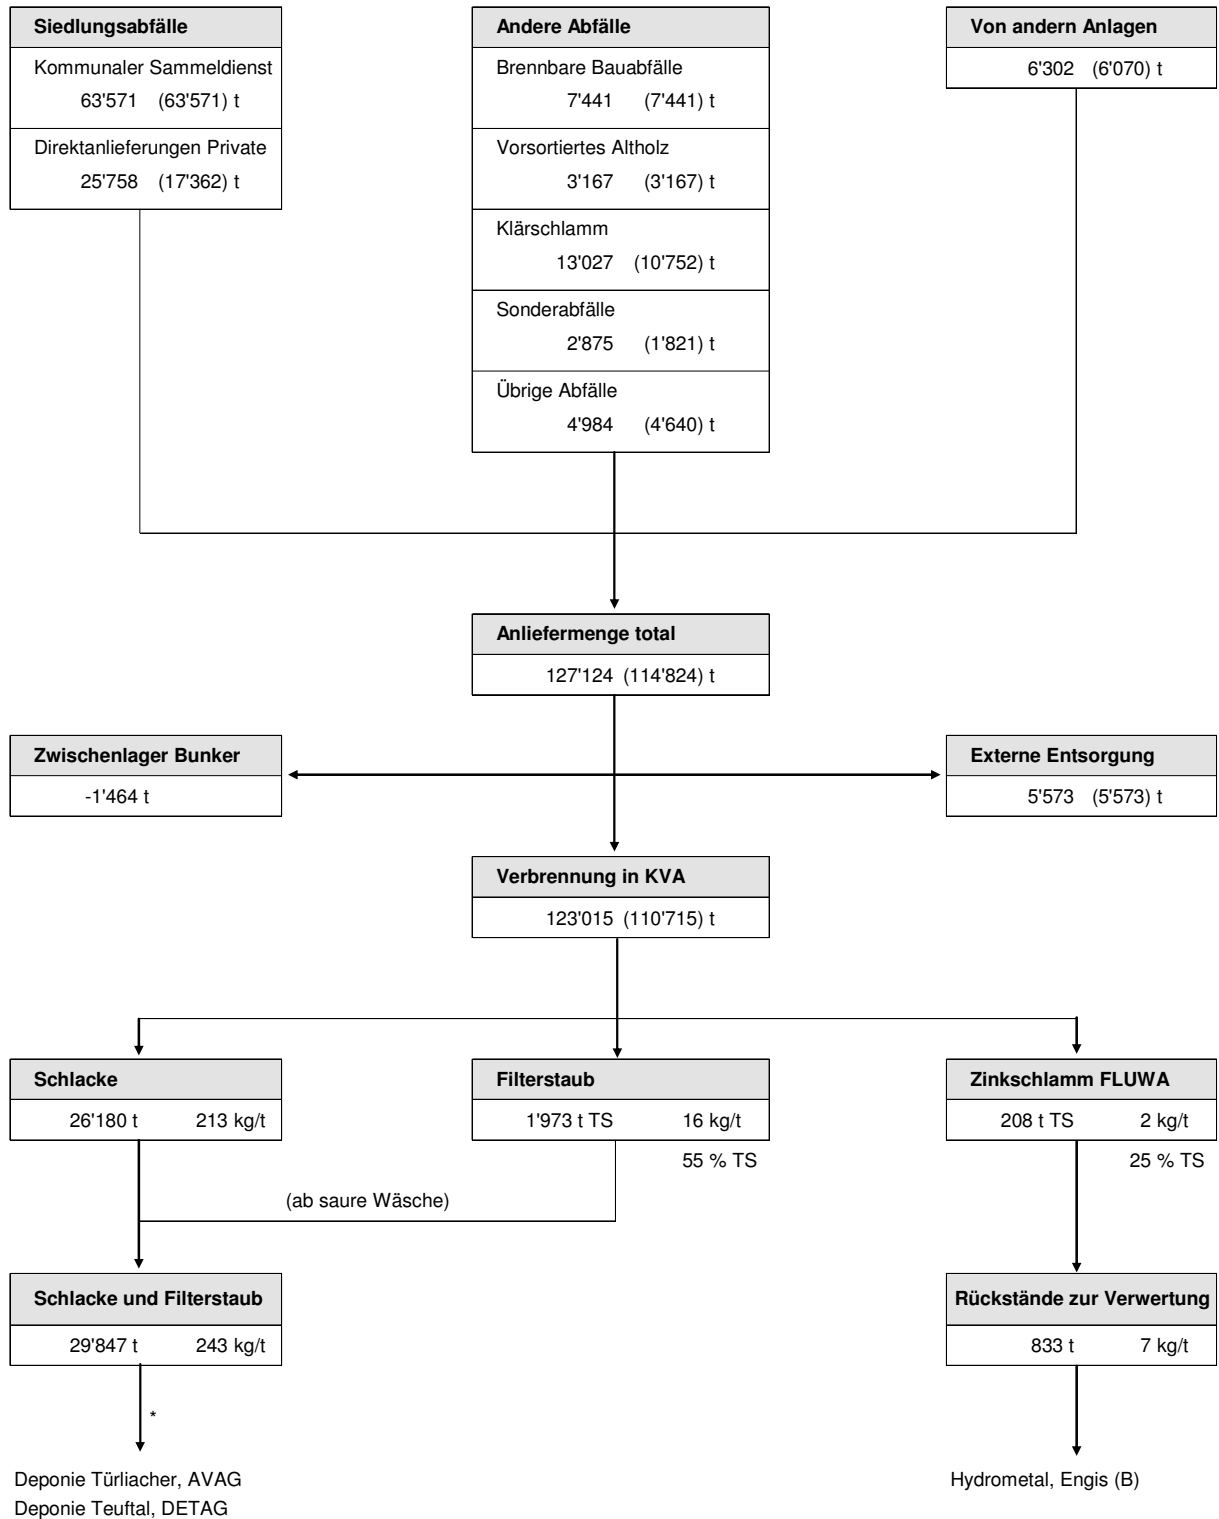 Siedlungsabfälle
Kommunaler Sammeldienst
63'571 (63'571) t
Direktanlieferungen Private
25'758 (17'362) t
Andere Abfälle
Brennbare Bauabfälle
7'441 (7'441) t
Vorsortiertes Altholz
3'167 (3'167) t
Klärschlamm
13'027 (10'752) t
Sonderabfälle
2'875 (1'821) t
Übrige Abfälle
4'984 (4'640) t
Von andern Anlagen
6'302 (6'070) t
Anliefermenge total
127'124 (114'824) t
Zwischenlager Bunker
-1'464 t
Externe Entsorgung
5'573 (5'573) t
Verbrennung in KVA
123'015 (110'715) t
Schlacke
26'180 t 213 kg/t
Filterstaub
1'973 t TS 16 kg/t
55 % TS
Zinkschlamm FLUWA
208 t TS 2 kg/t
25 % TS
(ab saure Wäsche)
Schlacke und Filterstaub
29'847 t 243 kg/t
Rückstände zur Verwertung
833 t 7 kg/t
*
Deponie Türliacher, AVAG
Deponie Teuftal, DETAG
Hydrometal, Engis (B)